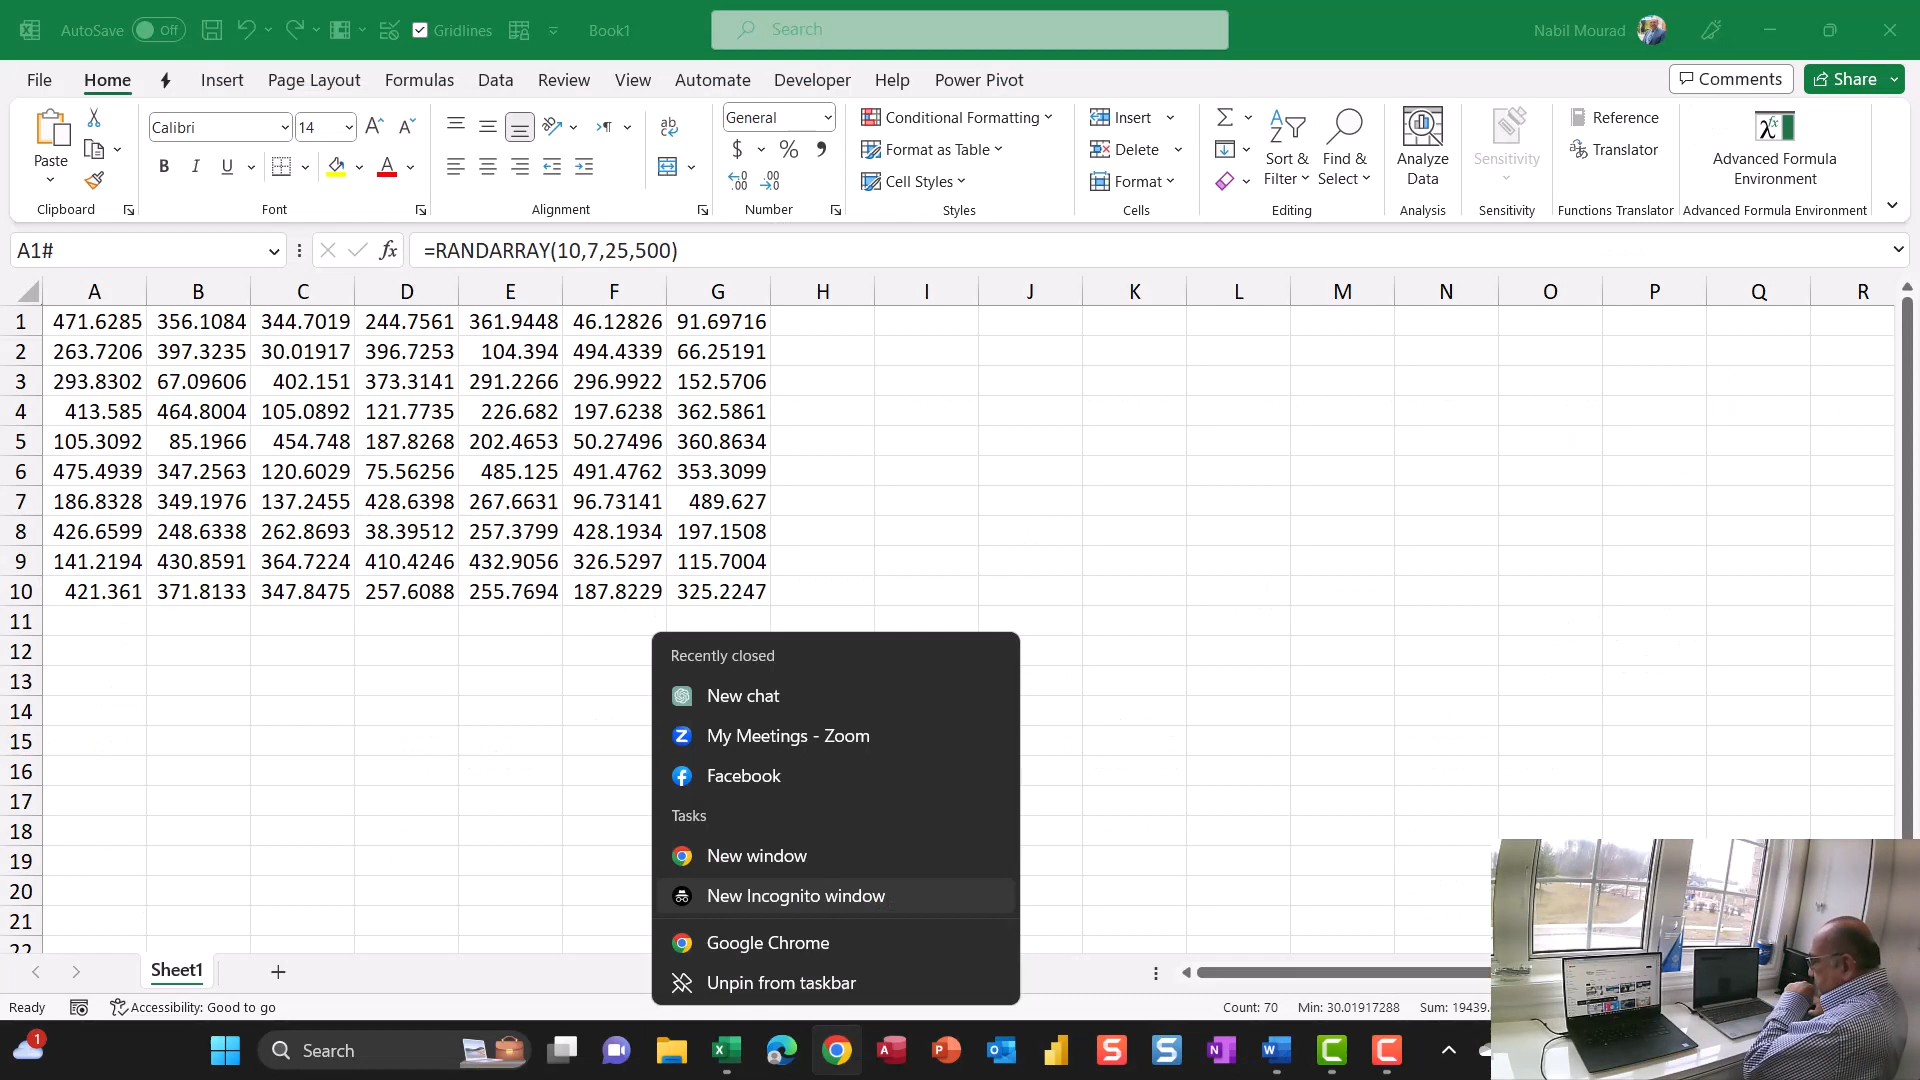 AutoSave Off Gridlines Book1 Search Nabil Mourad
File Home Insert Page Layout Formulas Data Review View Automate Developer Help Power Pivot Comments Share
Paste Calibri 14 ab General Conditional Formatting Insert Reference
$ % Format as Table Delete Translator
B I U A Cell Styles Format
Sort & Filter Find & Select Analyze Data Sensitivity Advanced Formula Environment
Clipboard Font Alignment Number Styles Cells Editing Analysis Sensitivity Functions Translator Advanced Formula Environment
A1# fx =RANDARRAY(10,7,25,500)
A B C D E F G H I J K L M N O P Q R
1 471.6285 356.1084 344.7019 244.7561 361.9448 46.12826 91.69716
2 263.7206 397.3235 30.01917 396.7253 104.394 494.4339 66.25191
3 293.8302 67.09606 402.151 373.3141 291.2266 296.9922 152.5706
4 413.585 464.8004 105.0892 121.7735 226.682 197.6238 362.5861
5 105.3092 85.1966 454.748 187.8268 202.4653 50.27496 360.8634
6 475.4939 347.2563 120.6029 75.56256 485.125 491.4762 353.3099
7 186.8328 349.1976 137.2455 428.6398 267.6631 96.73141 489.627
8 426.6599 248.6338 262.8693 38.39512 257.3799 428.1934 197.1508
9 141.2194 430.8591 364.7224 410.4246 432.9056 326.5297 115.7004
10 421.361 371.8133 347.8475 257.6088 255.7694 187.8229 325.2247
11
12
13
14
15
16
17
18
19
20
21
22
Recently closed
New chat
My Meetings - Zoom
Facebook
Tasks
New window
New Incognito window
Google Chrome
Unpin from taskbar
Sheet1
Ready Accessibility: Good to go Count: 70 Min: 30.01917288 Sum: 19439.
1 Search